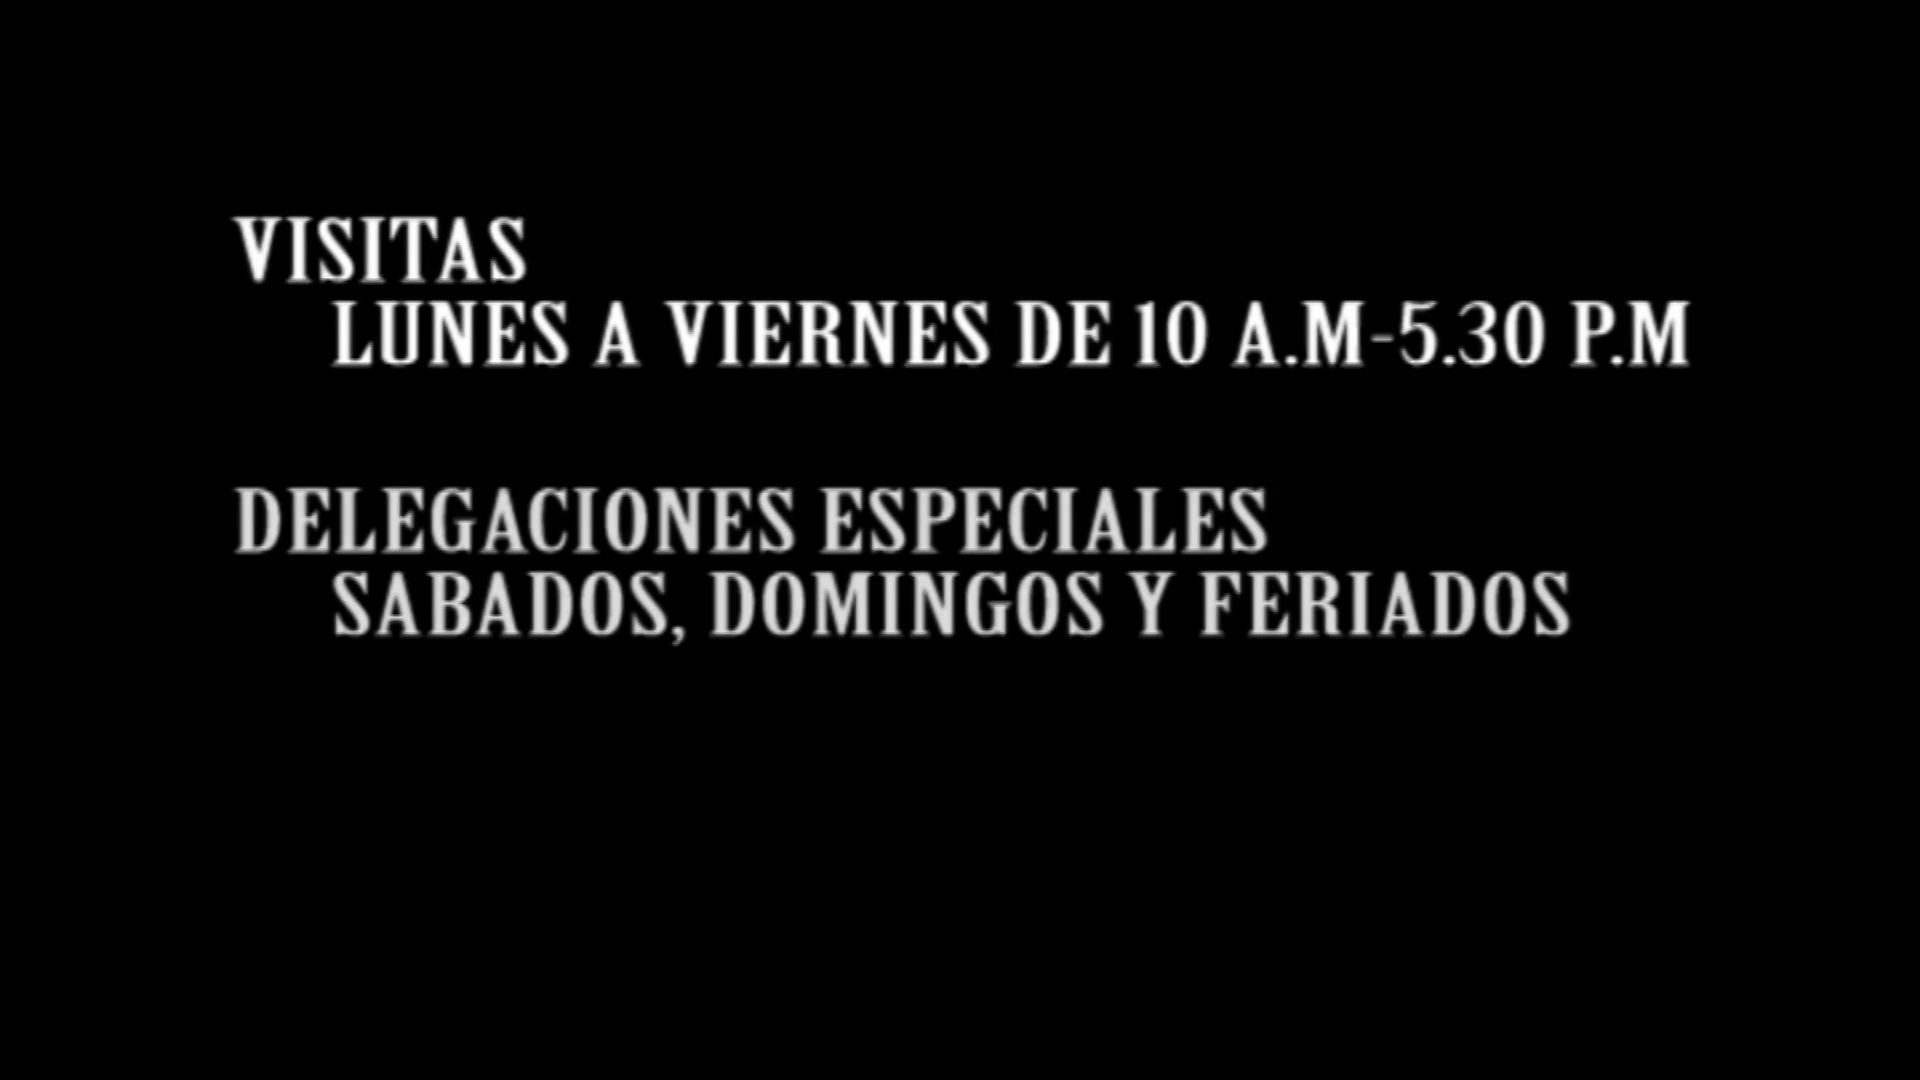 VISITAS
LUNES A VIERNES DE 10 A.M-5.30 P.M
DELEGACIONES ESPECIALES
SABADOS, DOMINGOS Y FERIADOS